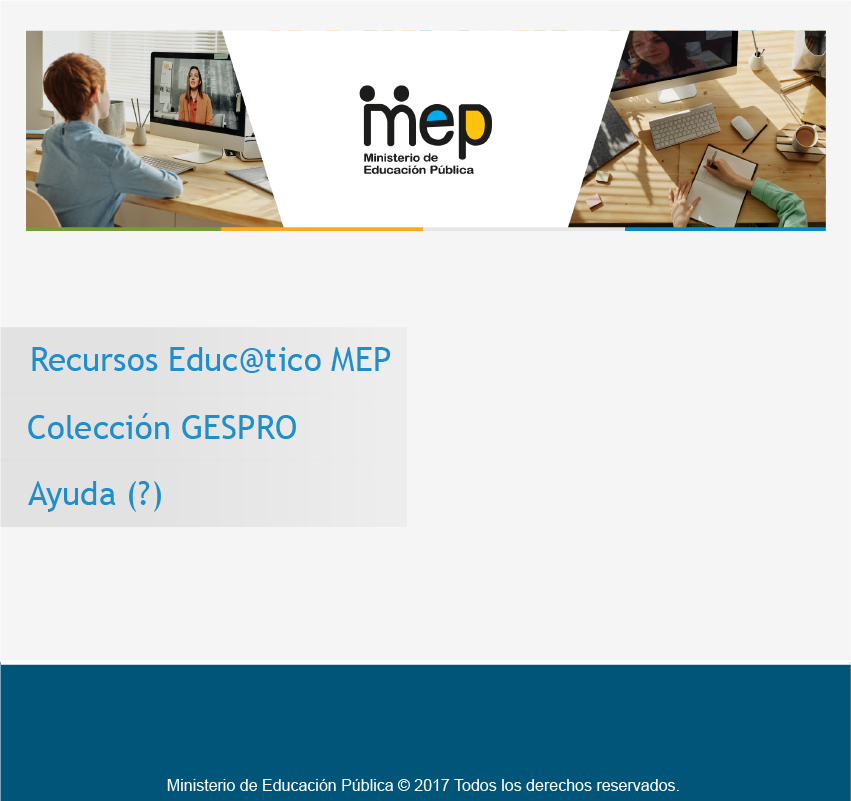 mep
Ministerio de
Educación Pública
Recursos Educ@tico MEP
Colección GESPRO
Ayuda (?)
Ministerio de Educación Pública © 2017 Todos los derechos reservados.